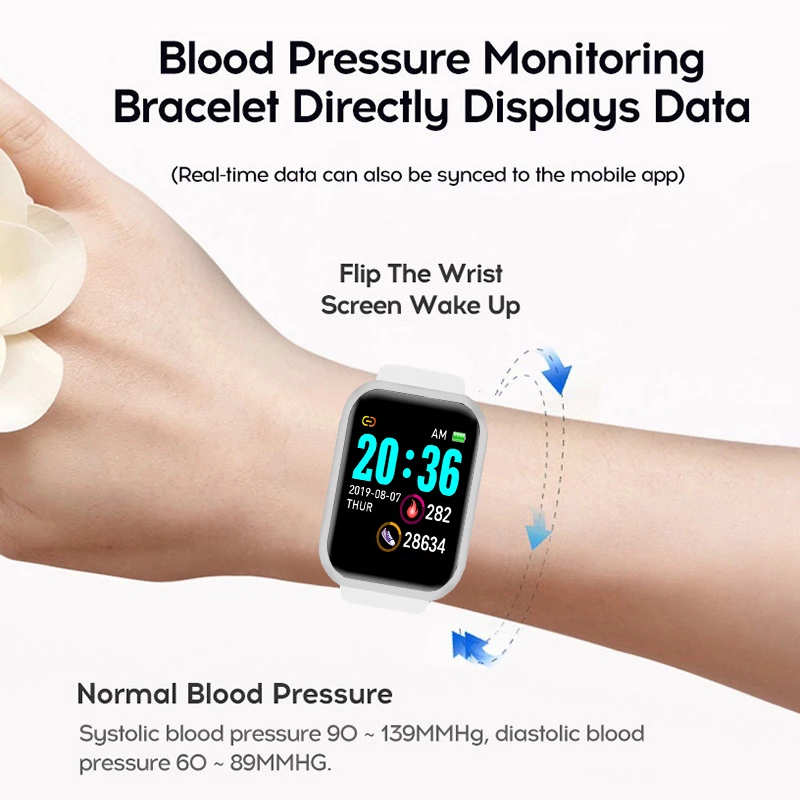 Blood Pressure Monitoring
Bracelet Directly Displays Data
(Real-time data can also be synced to the mobile app)
Flip The Wrist
Screen Wake Up
AM
20:36
2019-08-07
THUR
282
28634
Normal Blood Pressure
Systolic blood pressure 90 ~ 139MMHg, diastolic blood
pressure 60 ~ 89MMHG.